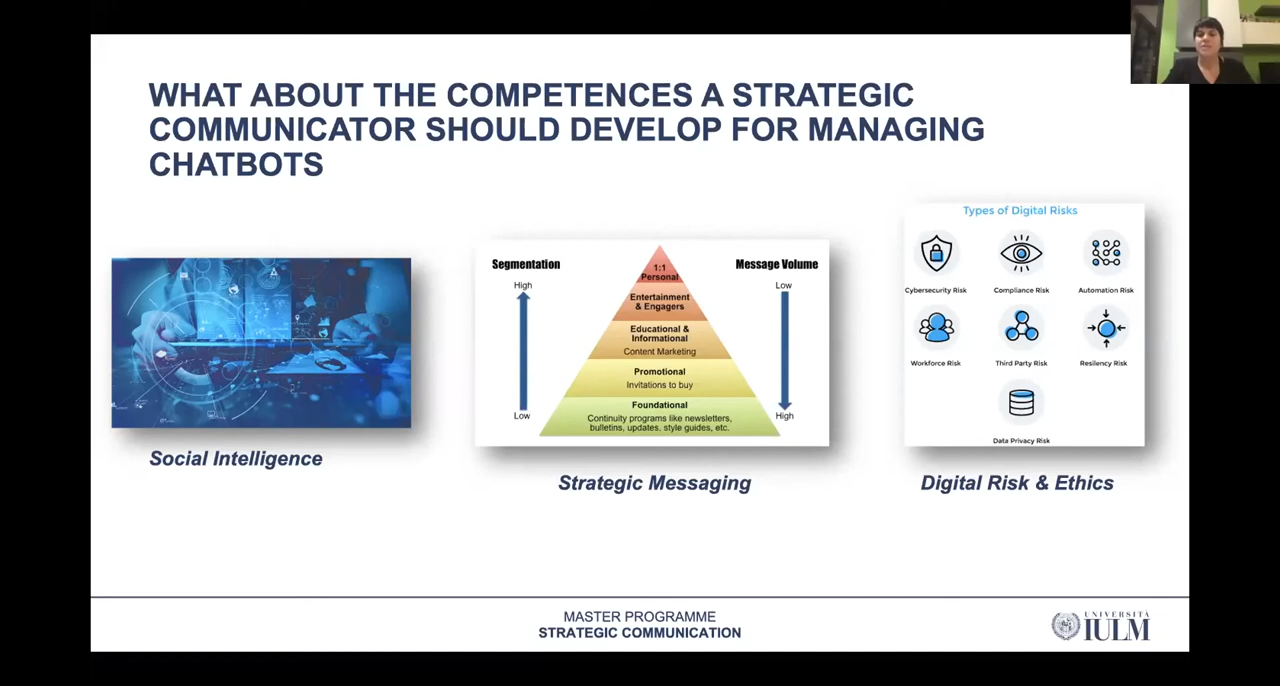 WHAT ABOUT THE COMPETENCES A STRATEGIC
COMMUNICATOR SHOULD DEVELOP FOR MANAGING
CHATBOTS
Social Intelligence
Segmentation
High
Low
1:1
Personal
Entertainment
& Engagers
Educational &
Informational
Content Marketing
Promotional
Invitations to buy
Foundational
Continuity programs like newsletters,
bulletins, updates, style guides, etc.
Message Volume
Low
High
Strategic Messaging
Types of Digital Risks
Cybersecurity Risk
Compliance Risk
Automation Risk
Workforce Risk
Third Party Risk
Resilency Risk
Data Privacy Risk
Digital Risk & Ethics
MASTER PROGRAMME
STRATEGIC COMMUNICATION
UNIVERSITÀ
IULM